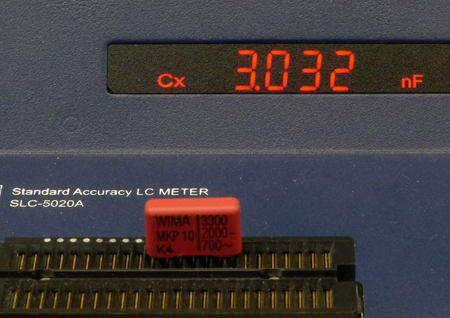 Cx 3.032 nF
Standard Accuracy LC METER
SLC-5020A
WIMA 3300
MKP 10 2000-
K4 700~